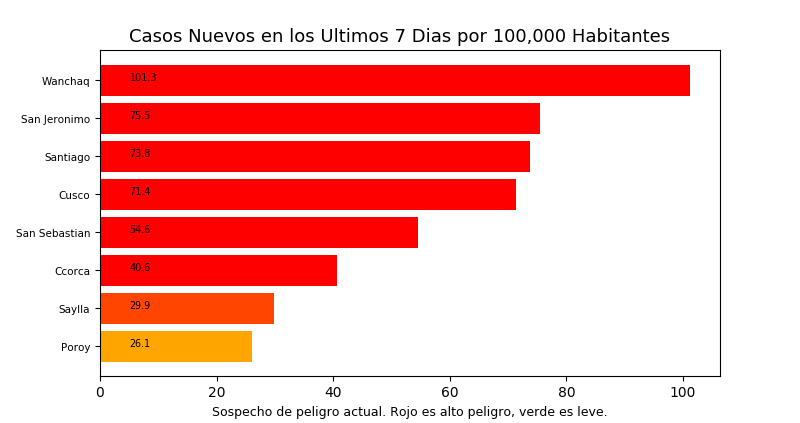 Casos Nuevos en los Ultimos 7 Dias por 100,000 Habitantes
Wanchaq 101.3
San Jeronimo 75.5
Santiago 73.8
Cusco 71.4
San Sebastian 54.6
Ccorca 40.6
Saylla 29.9
Poroy 26.1
0 20 40 60 80 100
Sospecho de peligro actual. Rojo es alto peligro, verde es leve.